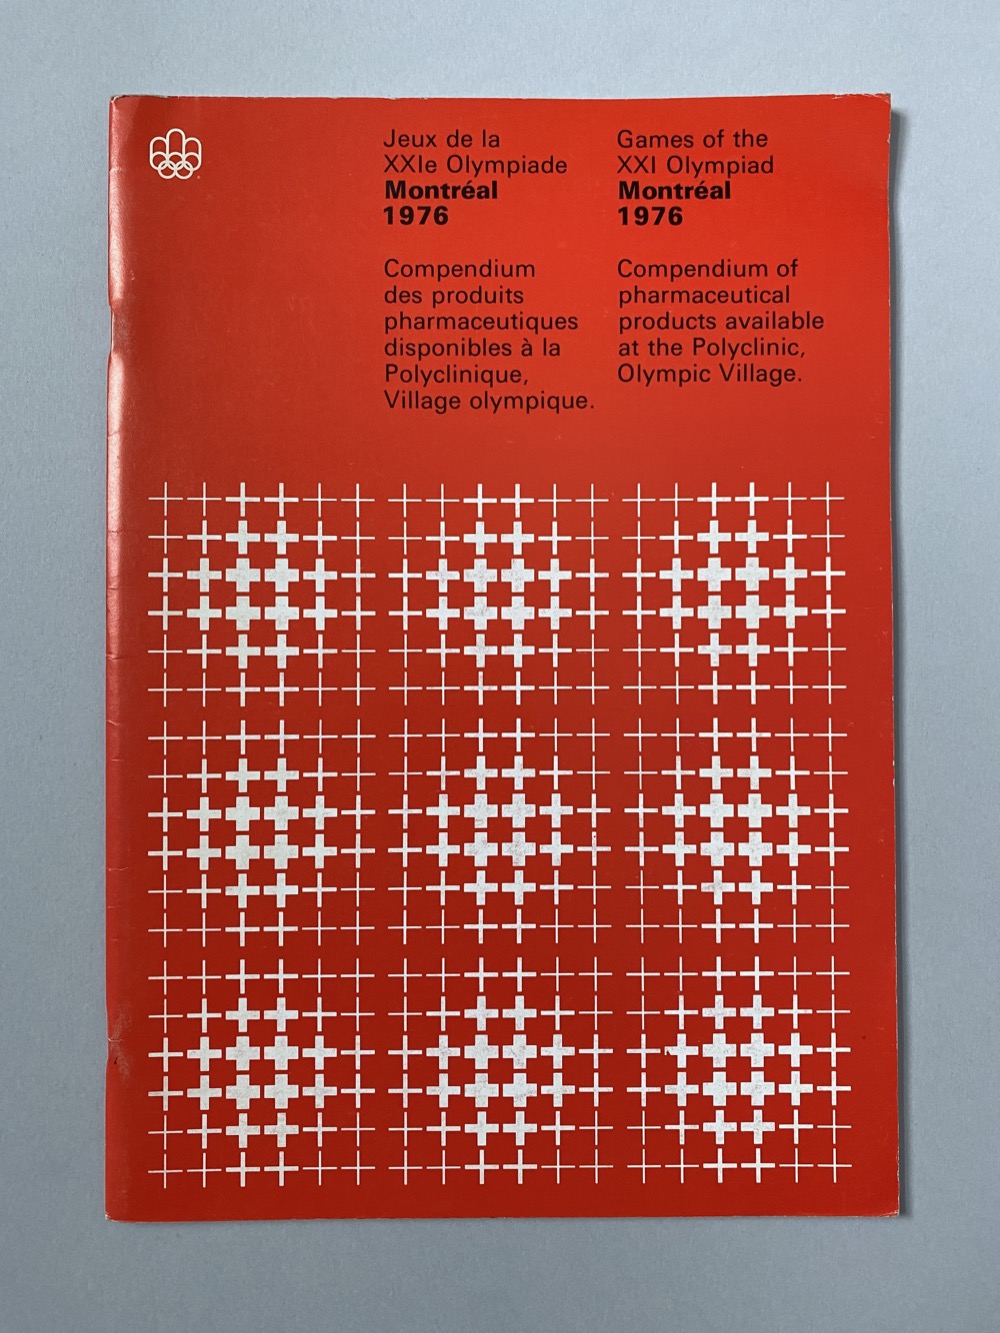 Jeux de la
XXIe Olympiade
Montréal
1976
Compendium
des produits
pharmaceutiques
disponibles à la
Polyclinique,
Village olympique.
Games of the
XXI Olympiad
Montréal
1976
Compendium of
pharmaceutical
products available
at the Polyclinic,
Olympic Village.